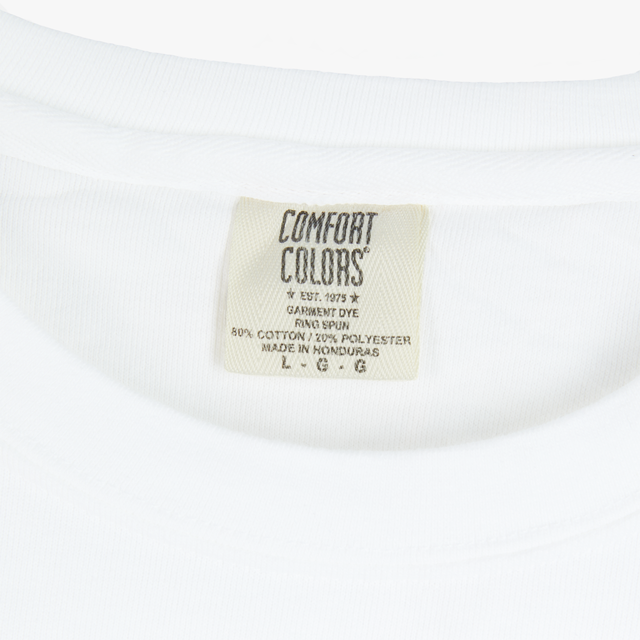 COMFORT
COLORS®
★ EST. 1975 ★
GARMENT DYE
RING SPUN
80% COTTON / 20% POLYESTER
MADE IN HONDURAS
L - G - G